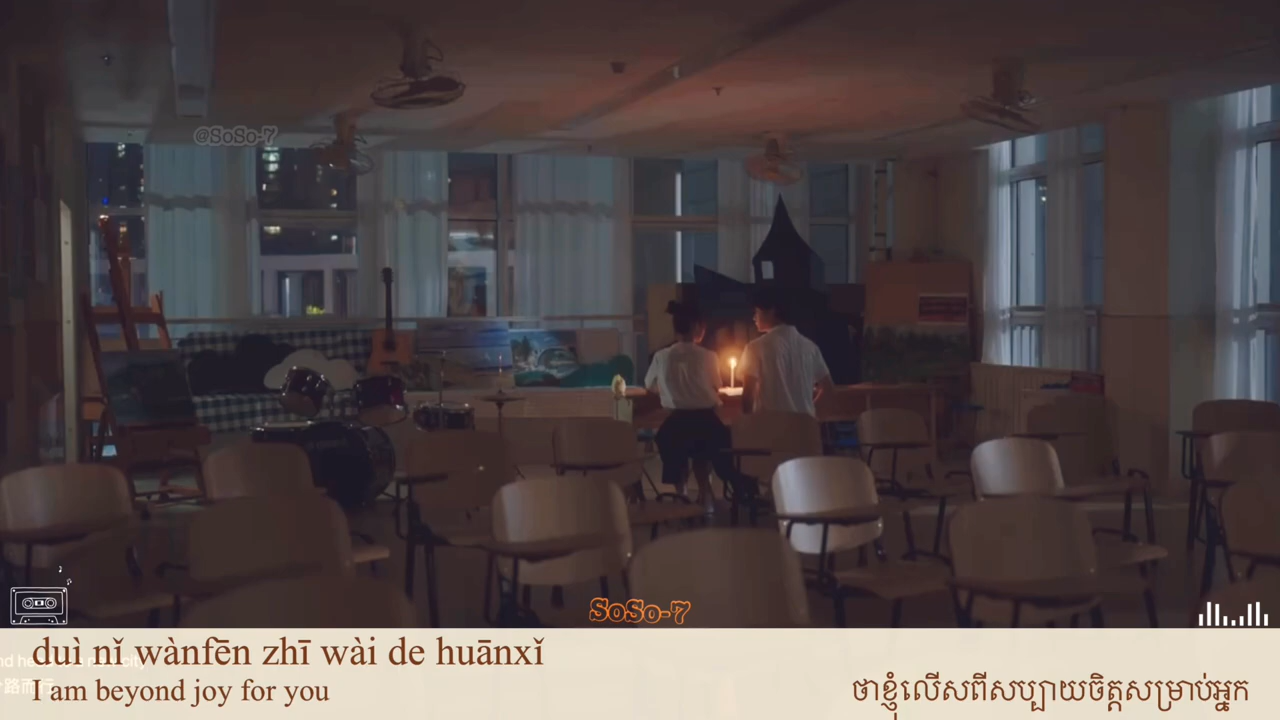 @SoSo-7
SoSo-7
duì nǐ wànfēn zhī wài de huānxǐ
I am beyond joy for you
ថាខ្ញុំលើសពីសប្បាយចិត្តសម្រាប់អ្នក